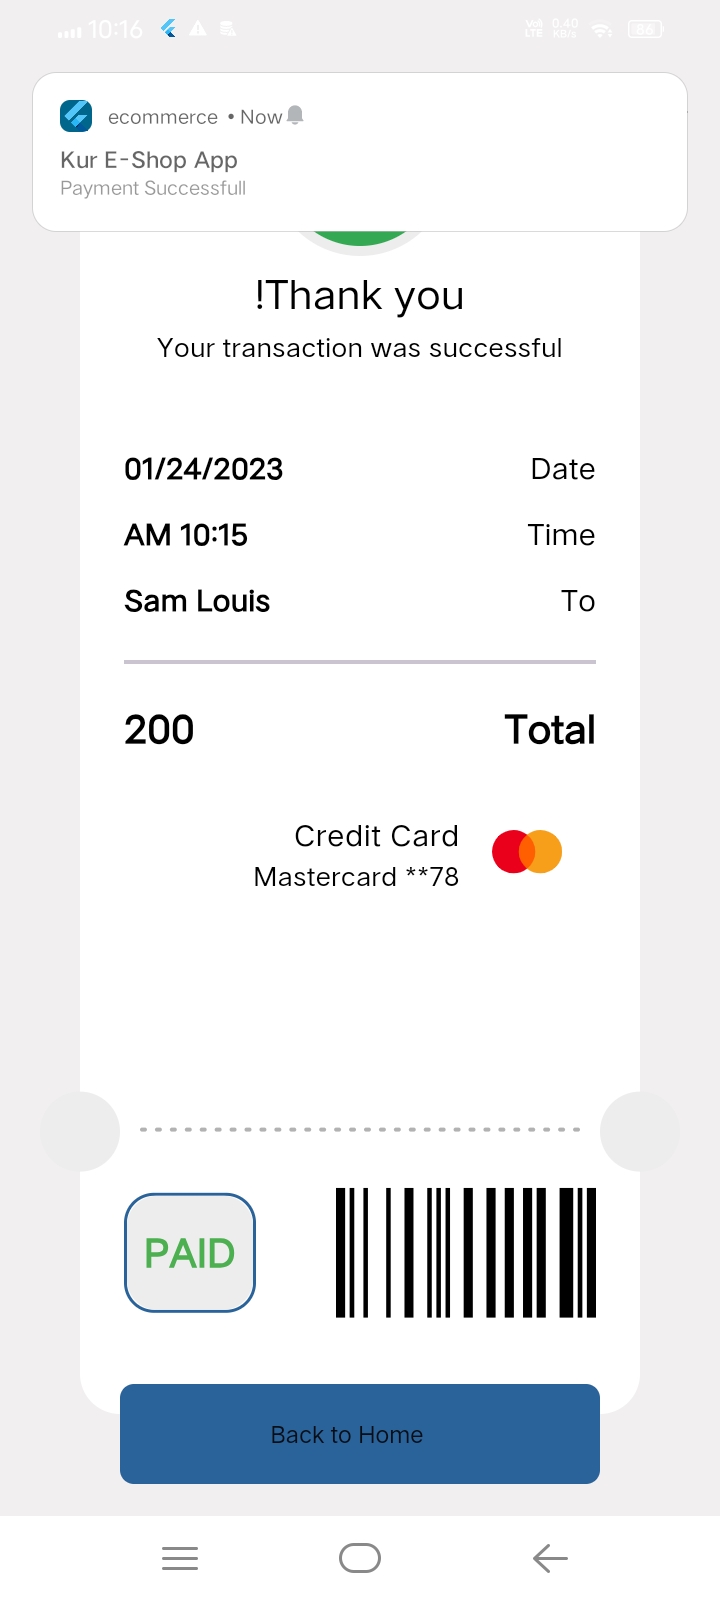 10:16
Vo)) LTE
0.40 KB/s
86
ecommerce • Now
Kur E-Shop App
Payment Successfull
!Thank you
Your transaction was successful
01/24/2023 Date
AM 10:15 Time
Sam Louis To
200 Total
Credit Card
Mastercard **78
PAID
Back to Home